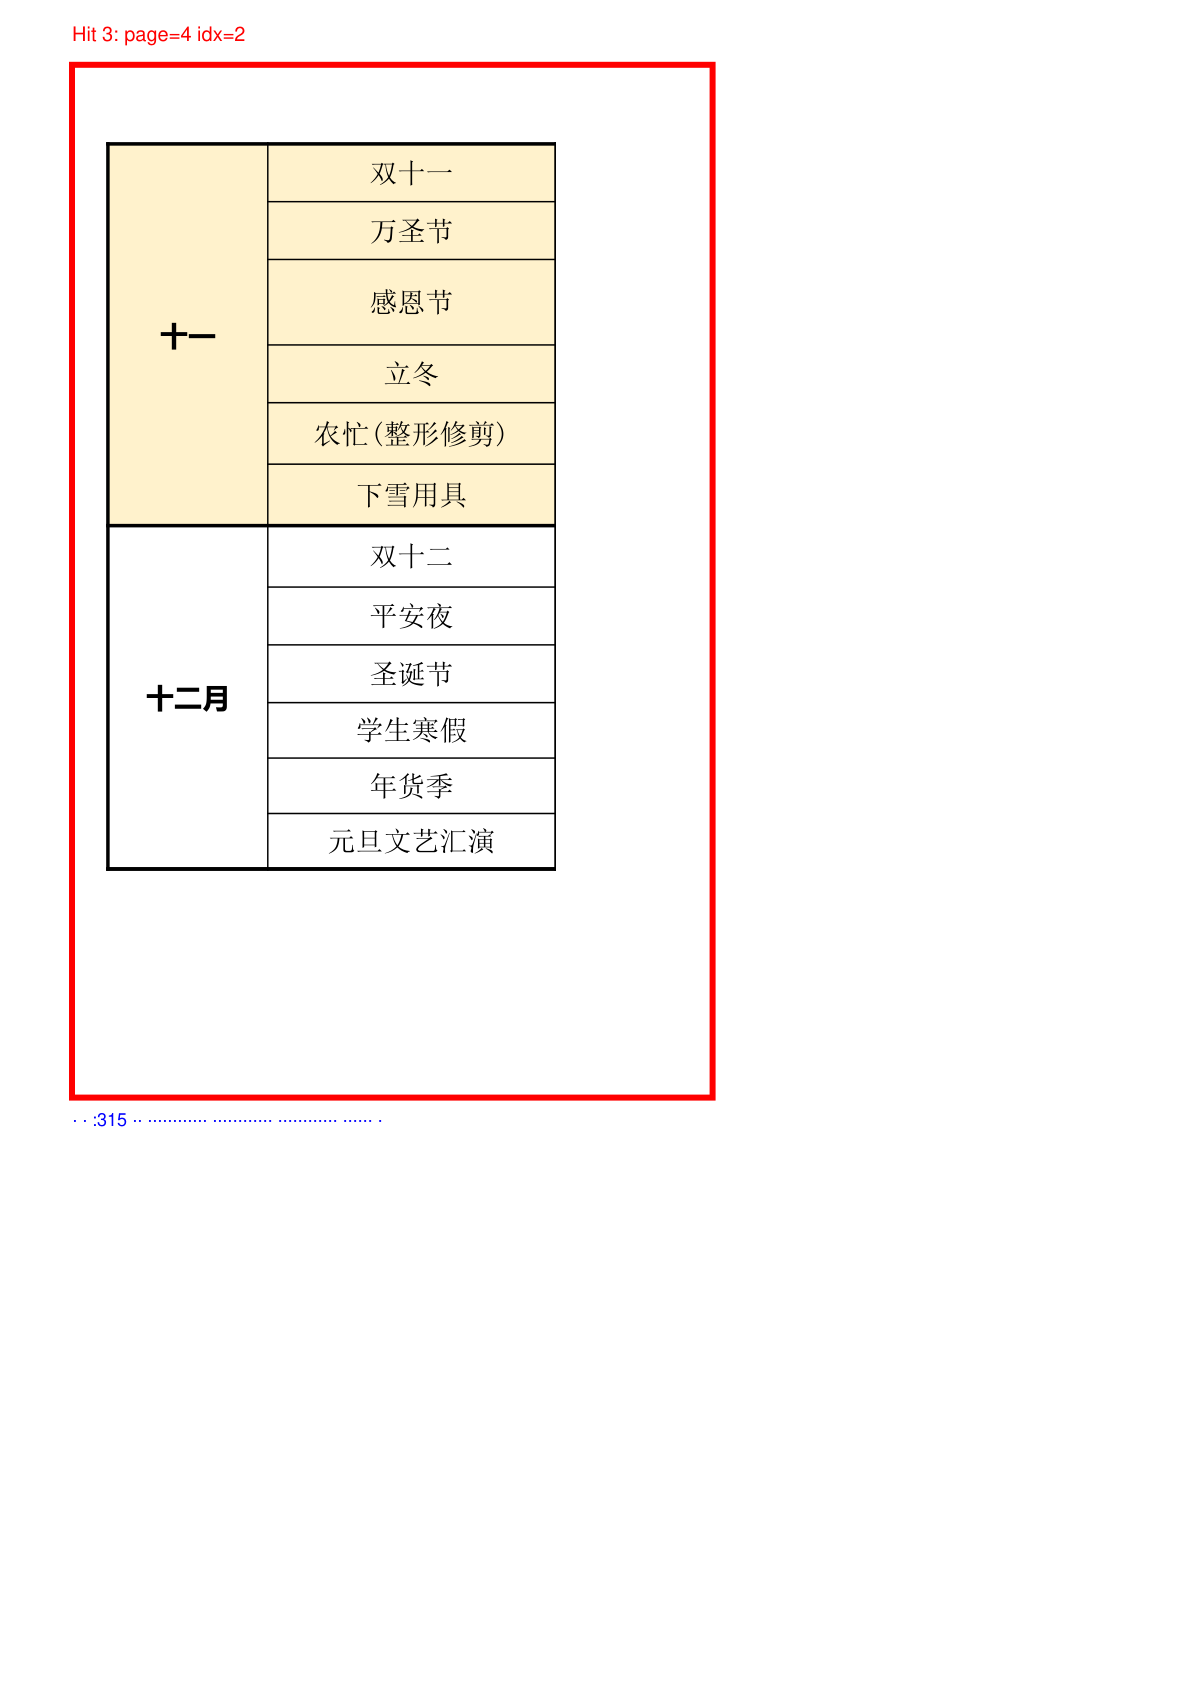 Hit 3: page=4 idx=2
十一
双十一
万圣节
感恩节
立冬
农忙(整形修剪)
下雪用具
十二月
双十二
平安夜
圣诞节
学生寒假
年货季
元旦文艺汇演
· · :315 ·· ············ ············ ············ ······ ·